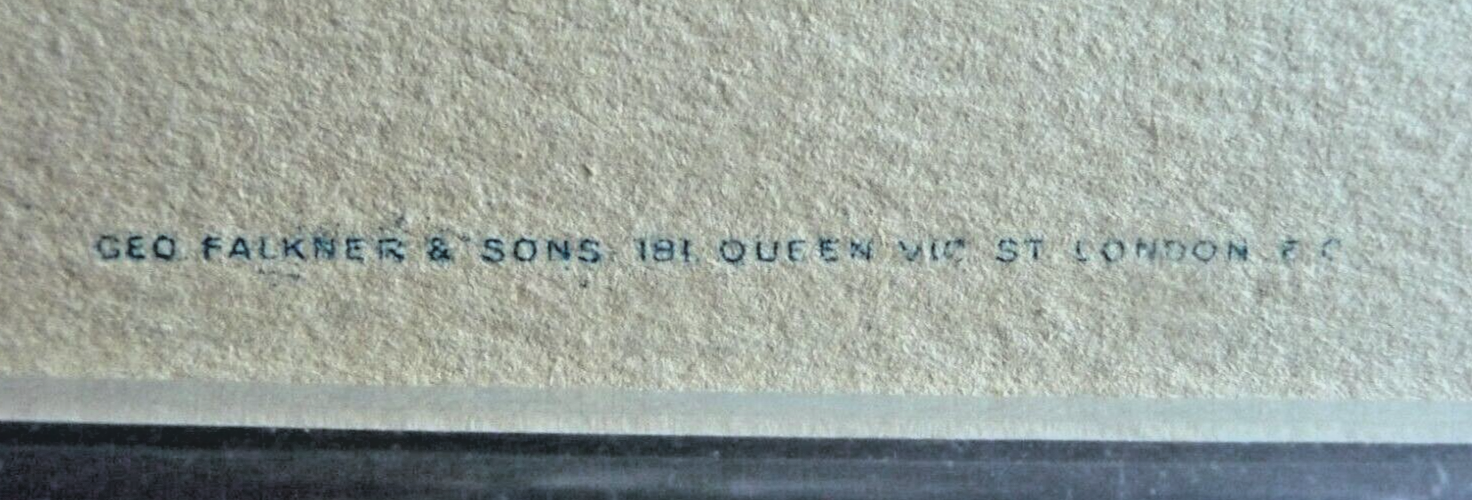 GEO FALKNER & SONS 181 QUEEN VIC ST LONDON E C